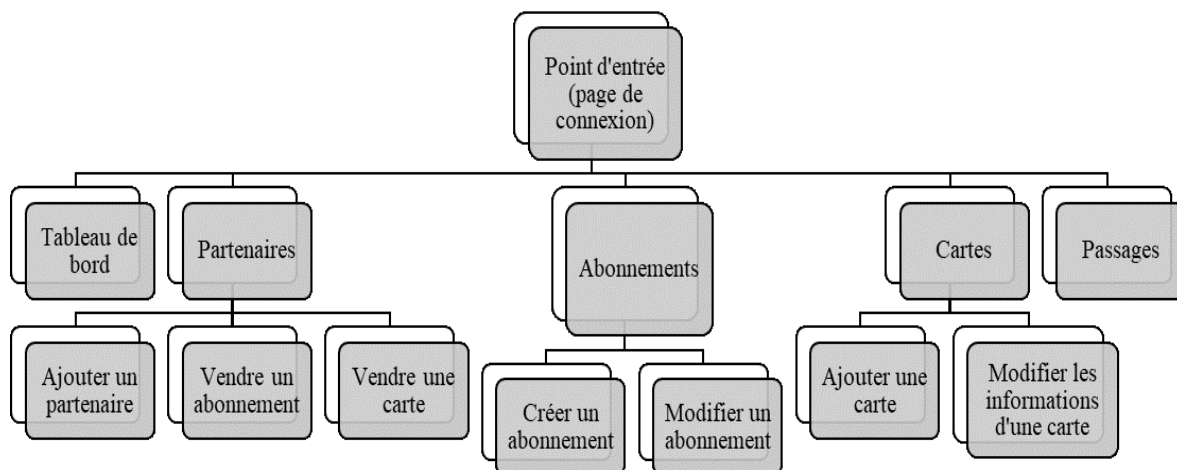 Point d'entrée
(page de
connexion)
Tableau de
bord
Partenaires
Abonnements
Cartes
Passages
Ajouter un
partenaire
Vendre un
abonnement
Vendre une
carte
Créer un
abonnement
Modifier un
abonnement
Ajouter une
carte
Modifier les
informations
d'une carte